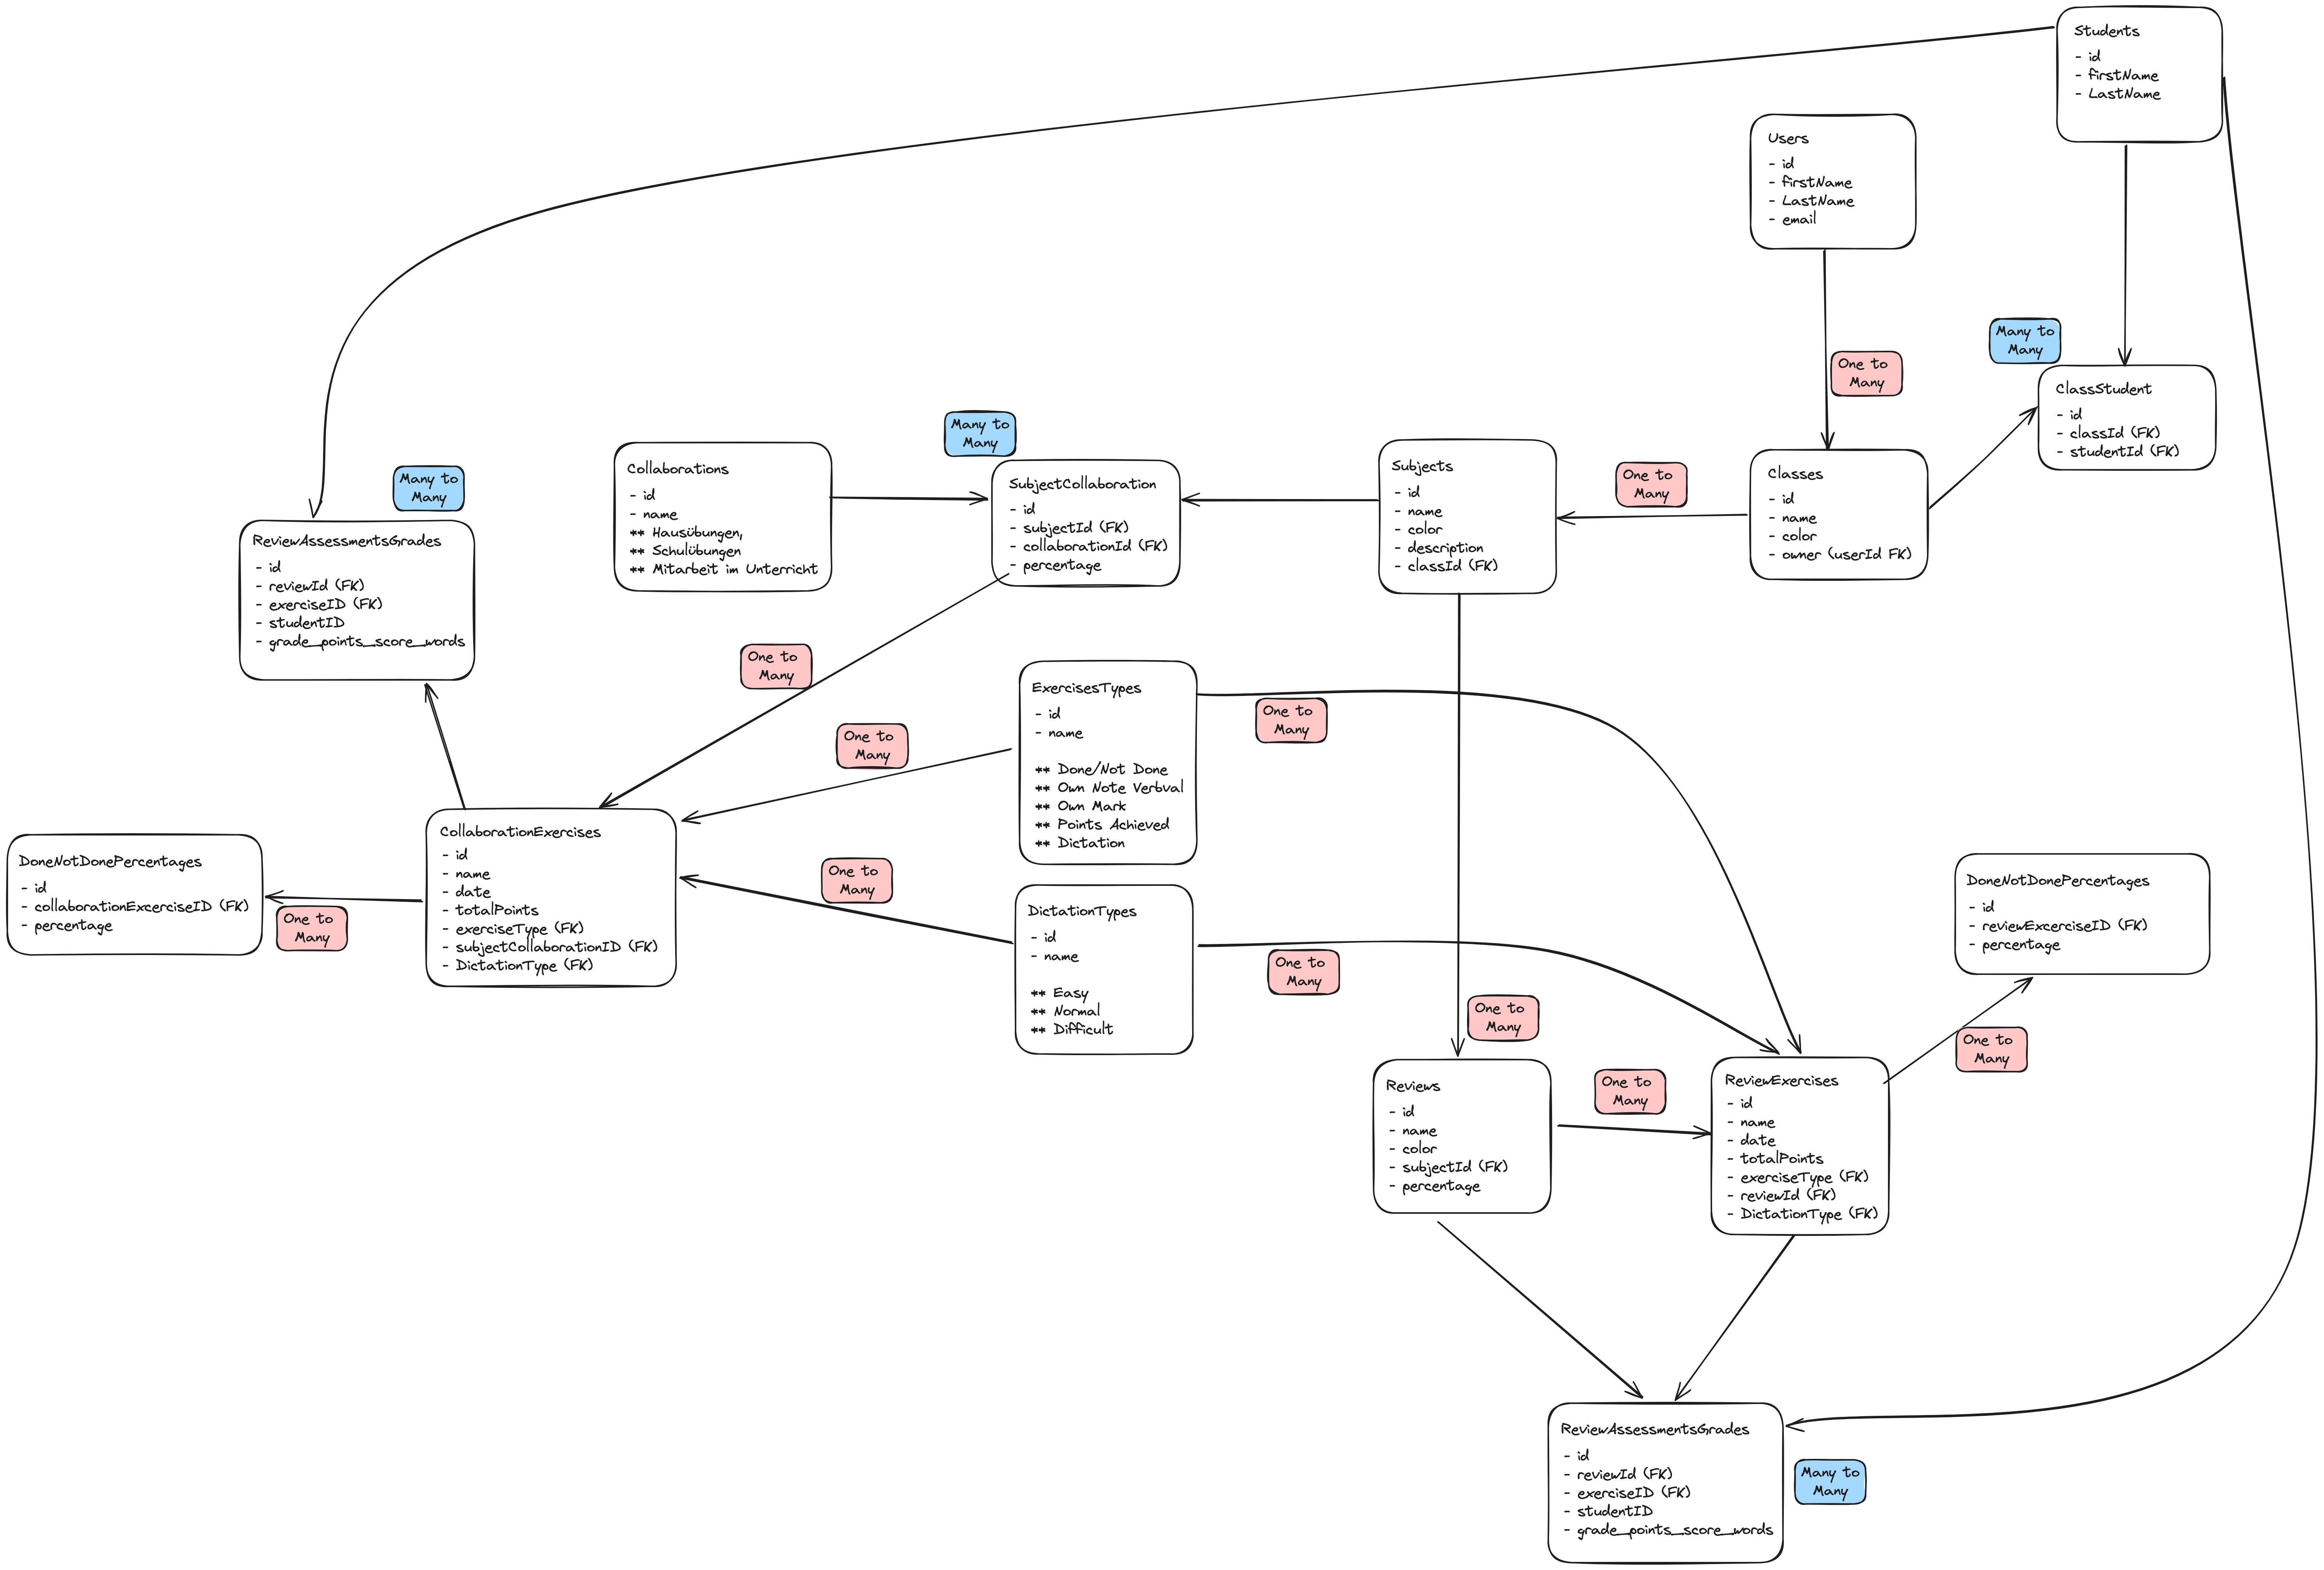 Students
- id
- firstName
- LastName
Users
- id
- firstName
- LastName
- email
Many to
Many
One to
Many
ClassStudent
- id
- classId (FK)
- studentId (FK)
Many to
Many
Collaborations
- id
- name
** Hausübungen,
** Schulübungen
** Mitarbeit im Unterricht
SubjectCollaboration
- id
- subjectId (FK)
- collaborationId (FK)
- percentage
Subjects
- id
- name
- color
- description
- classId (FK)
One to
Many
Classes
- id
- name
- color
- owner (userId FK)
Many to
Many
ReviewAssessmentsGrades
- id
- reviewId (FK)
- exerciseID (FK)
- studentID
- grade_points_score_words
One to
Many
One to
Many
ExercisesTypes
- id
- name
** Done/Not Done
** Own Note Verbval
** Own Mark
** Points Achieved
** Dictation
One to
Many
DoneNotDonePercentages
- id
- collaborationExcerciseID (FK)
- percentage
One to
Many
CollaborationExercises
- id
- name
- date
- totalPoints
- exerciseType (FK)
- subjectCollaborationID (FK)
- DictationType (FK)
One to
Many
DictationTypes
- id
- name
** Easy
** Normal
** Difficult
One to
Many
DoneNotDonePercentages
- id
- reviewExcerciseID (FK)
- percentage
One to
Many
One to
Many
Reviews
- id
- name
- color
- subjectId (FK)
- percentage
One to
Many
ReviewExercises
- id
- name
- date
- totalPoints
- exerciseType (FK)
- reviewId (FK)
- DictationType (FK)
ReviewAssessmentsGrades
- id
- reviewId (FK)
- exerciseID (FK)
- studentID
- grade_points_score_words
Many to
Many